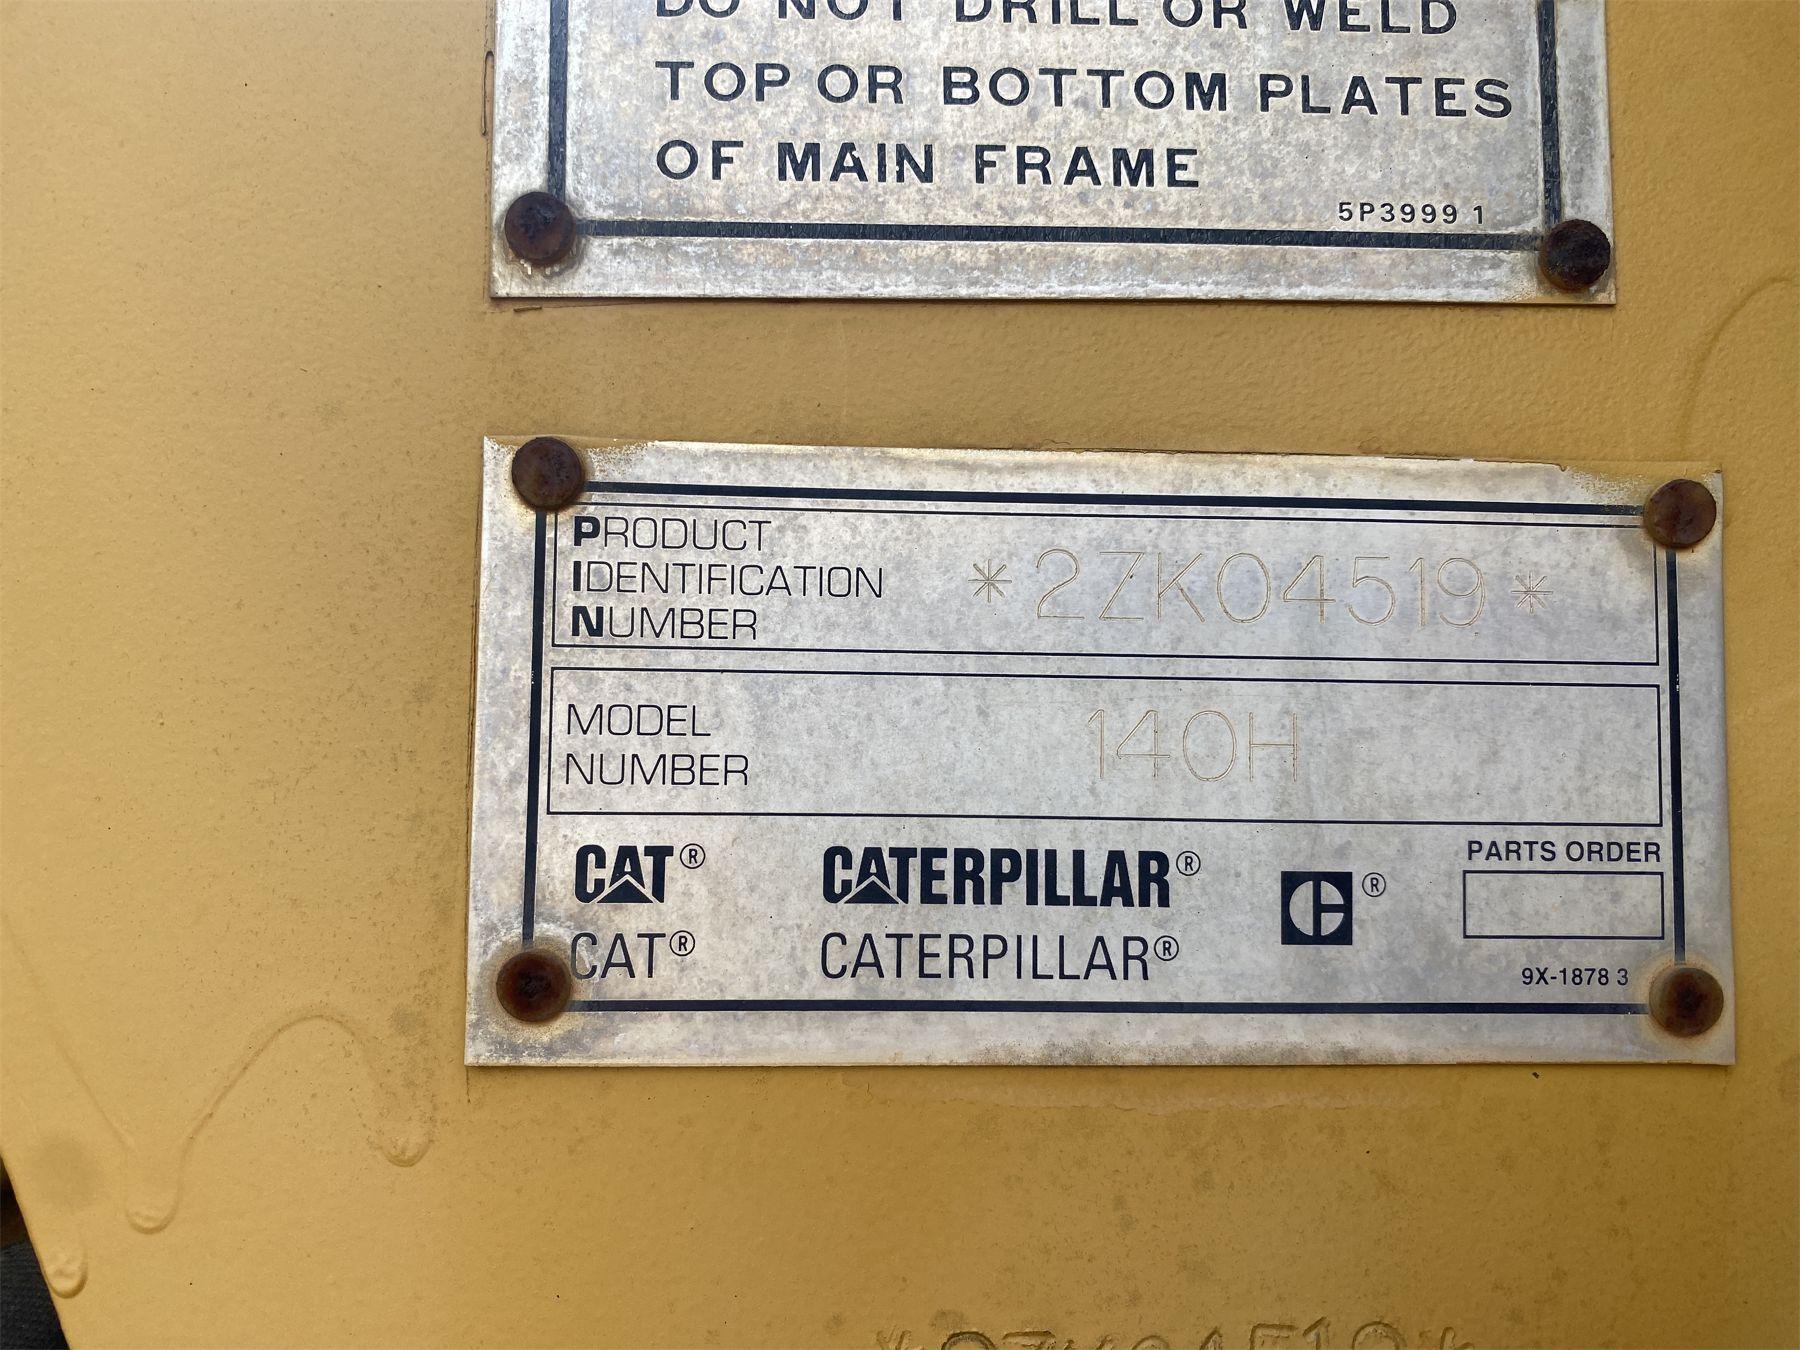 DO NOT DRILL OR WELD
TOP OR BOTTOM PLATES
OF MAIN FRAME
5P3999 1
PRODUCT
IDENTIFICATION
NUMBER
*2ZK04519*
MODEL
NUMBER
140H
CAT® CATERPILLAR® ®
CAT® CATERPILLAR®
PARTS ORDER
9X-1878 3
*2ZK04519*